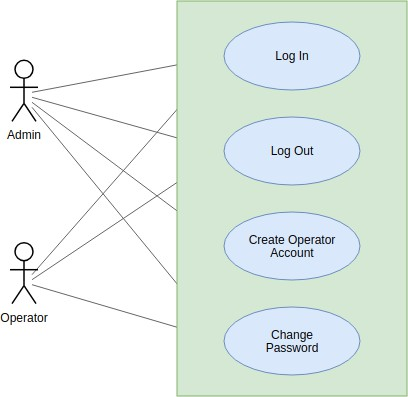 Log In
Admin
Log Out
Create Operator
Account
Operator
Change
Password